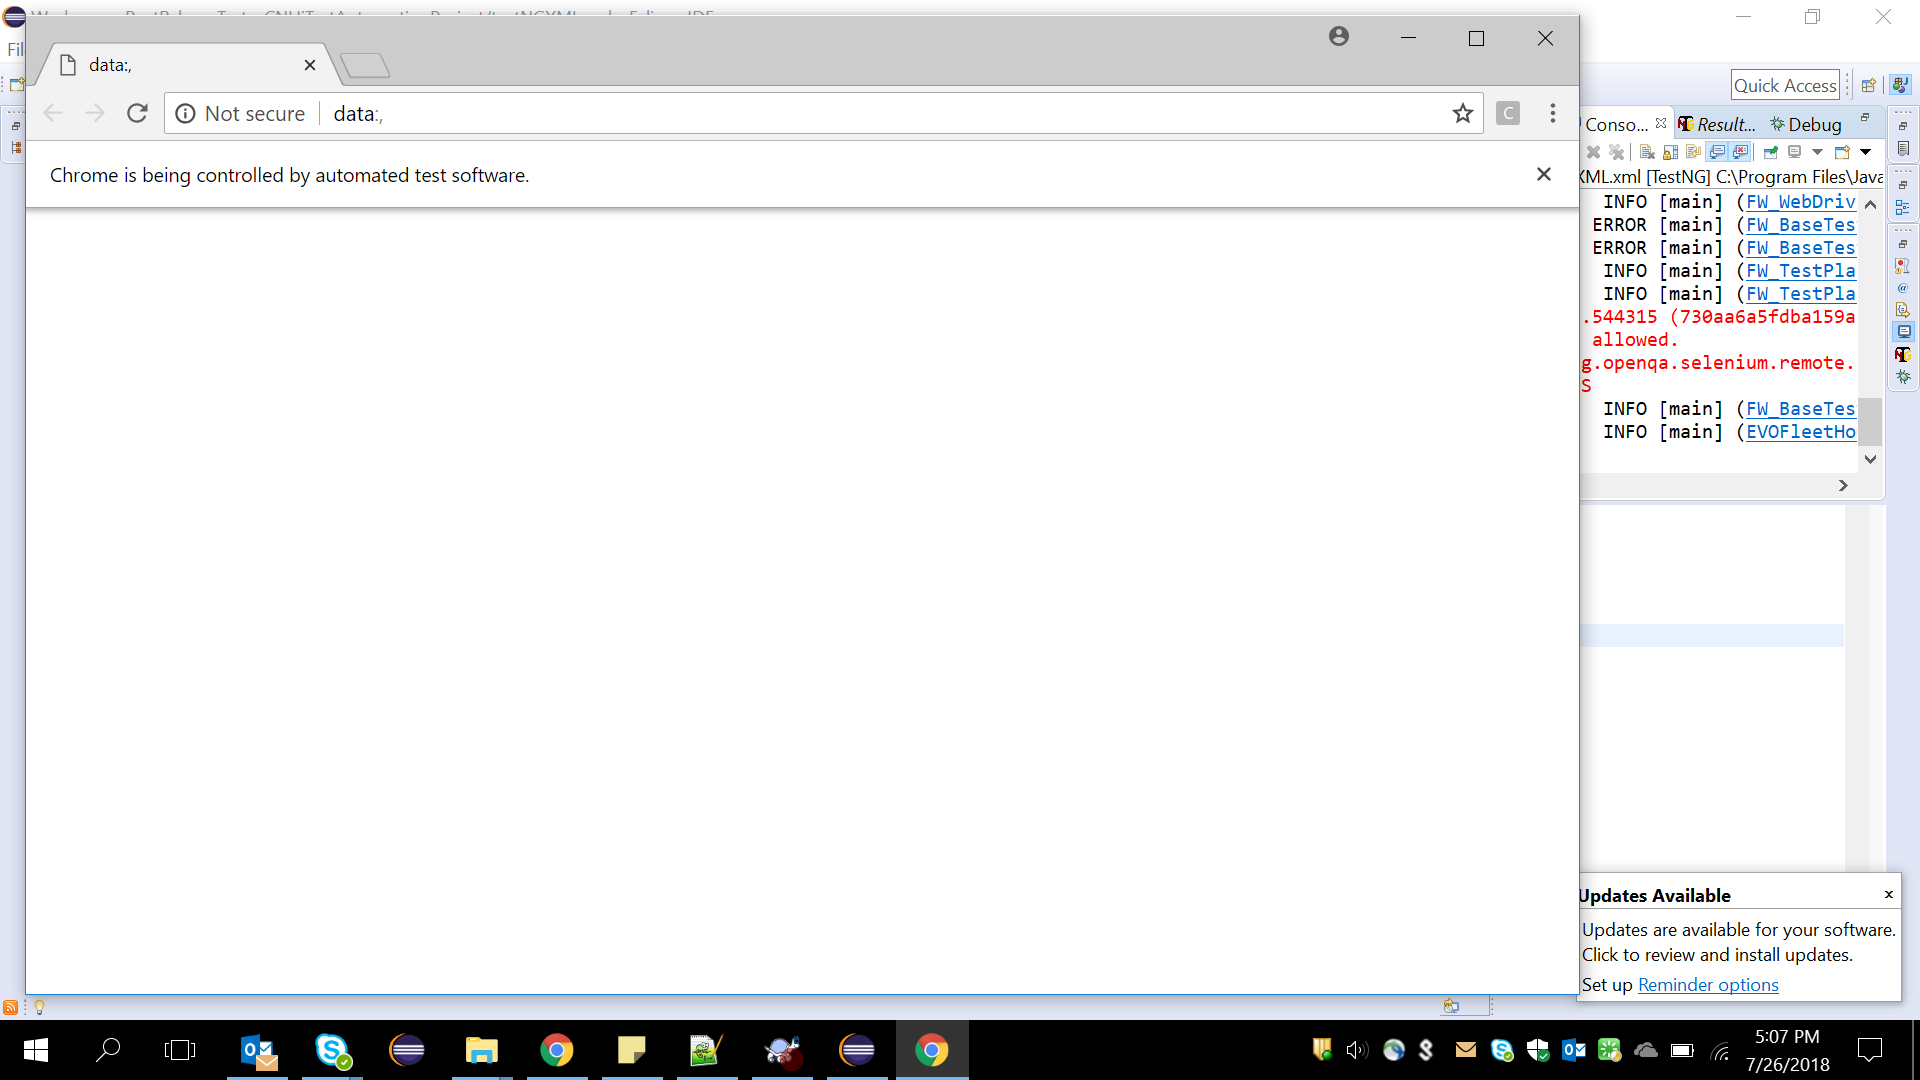 data:,
Not secure
data:,
Chrome is being controlled by automated test software.
Quick Access
Conso...
Result...
Debug
XML.xml [TestNG] C:\Program Files\Java
INFO [main] (FW_WebDriv
ERROR [main] (FW_BaseTes
ERROR [main] (FW_BaseTes
INFO [main] (FW_TestPla
INFO [main] (FW_TestPla
.544315 (730aa6a5fdba159a
allowed.
g.openqa.selenium.remote.
S
INFO [main] (FW_BaseTes
INFO [main] (EVOFleetHo
Updates Available
Updates are available for your software.
Click to review and install updates.
Set up Reminder options
5:07 PM
7/26/2018